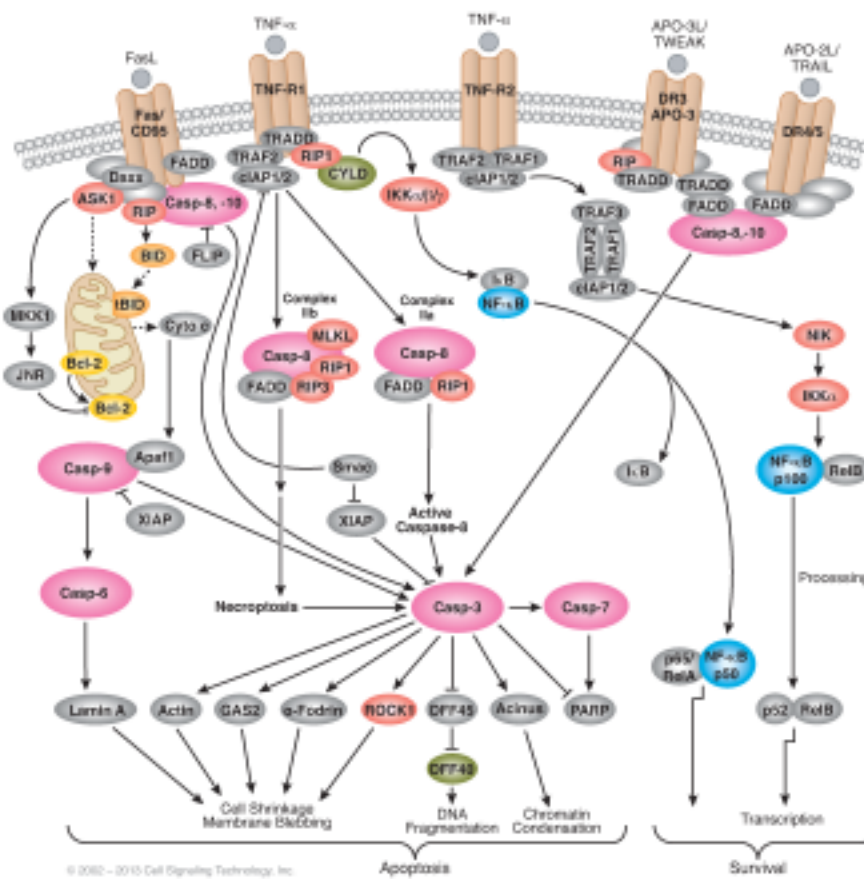 FasL
TNF-α
TNF-α
APO-3L/
TWEAK
APO-2L/
TRAIL
Fas/
CD95
TNF-R1
TNF-R2
DR3
APO-3
DR4/5
Daxx
FADD
TRADD
TRAF2
RIP1
cIAP1/2
CYLD
TRAF2
TRAF1
cIAP1/2
RIP
TRADD
TRADD
FADD
FADD
ASK1
RIP
Casp-8, -10
IKKα/β/γ
Casp-8,-10
TRAF3
TRAF2
TRAF1
cIAP1/2
BID
FLIP
IκB
NF-κB
tBID
MKK1
Cyto c
Complex
IIb
Complex
IIa
NIK
MLKL
Casp-8
RIP1
FADD
RIP3
Casp-8
FADD
RIP1
JNR
Bcl-2
Bcl-2
IKKα
Casp-9
Apaf1
Smac
IκB
NF-κB
p100
RelB
XIAP
XIAP
Active
Caspase-8
Casp-6
Necroptosis
Casp-3
Casp-7
Processing
p65/
RelA
NF-κB
p50
Lamin A
Actin
GAS2
α-Fodrin
ROCK1
DFF45
Acinus
PARP
p52
RelB
DFF40
Cell Shrinkage
Membrane Blebbing
DNA
Fragmentation
Chromatin
Condensation
Transcription
Apoptosis
Survival
© 2002 – 2015 Cell Signaling Technology, Inc.